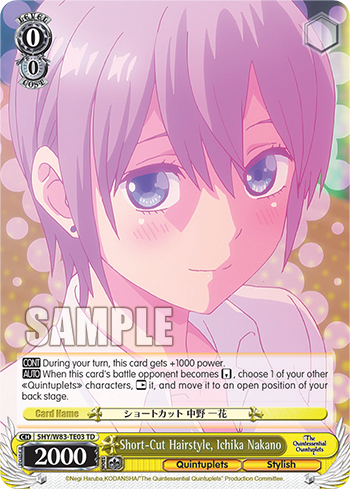 LEVEL
0
0
COST
SAMPLE
CONT During your turn, this card gets +1000 power.
AUTO When this card's battle opponent becomes , choose 1 of your other
«Quintuplets» characters, it, and move it to an open position of your
back stage.
Card Name
ショートカット 中野 一花
CH 5HY/W83-TE03 TD
Short-Cut Hairstyle, Ichika Nakano
The
Quintessential
Quintuplets
2000
Quintuplets
Stylish
©Negi Haruba,KODANSHA/"The Quintessential Quintuplets" Production Committee.